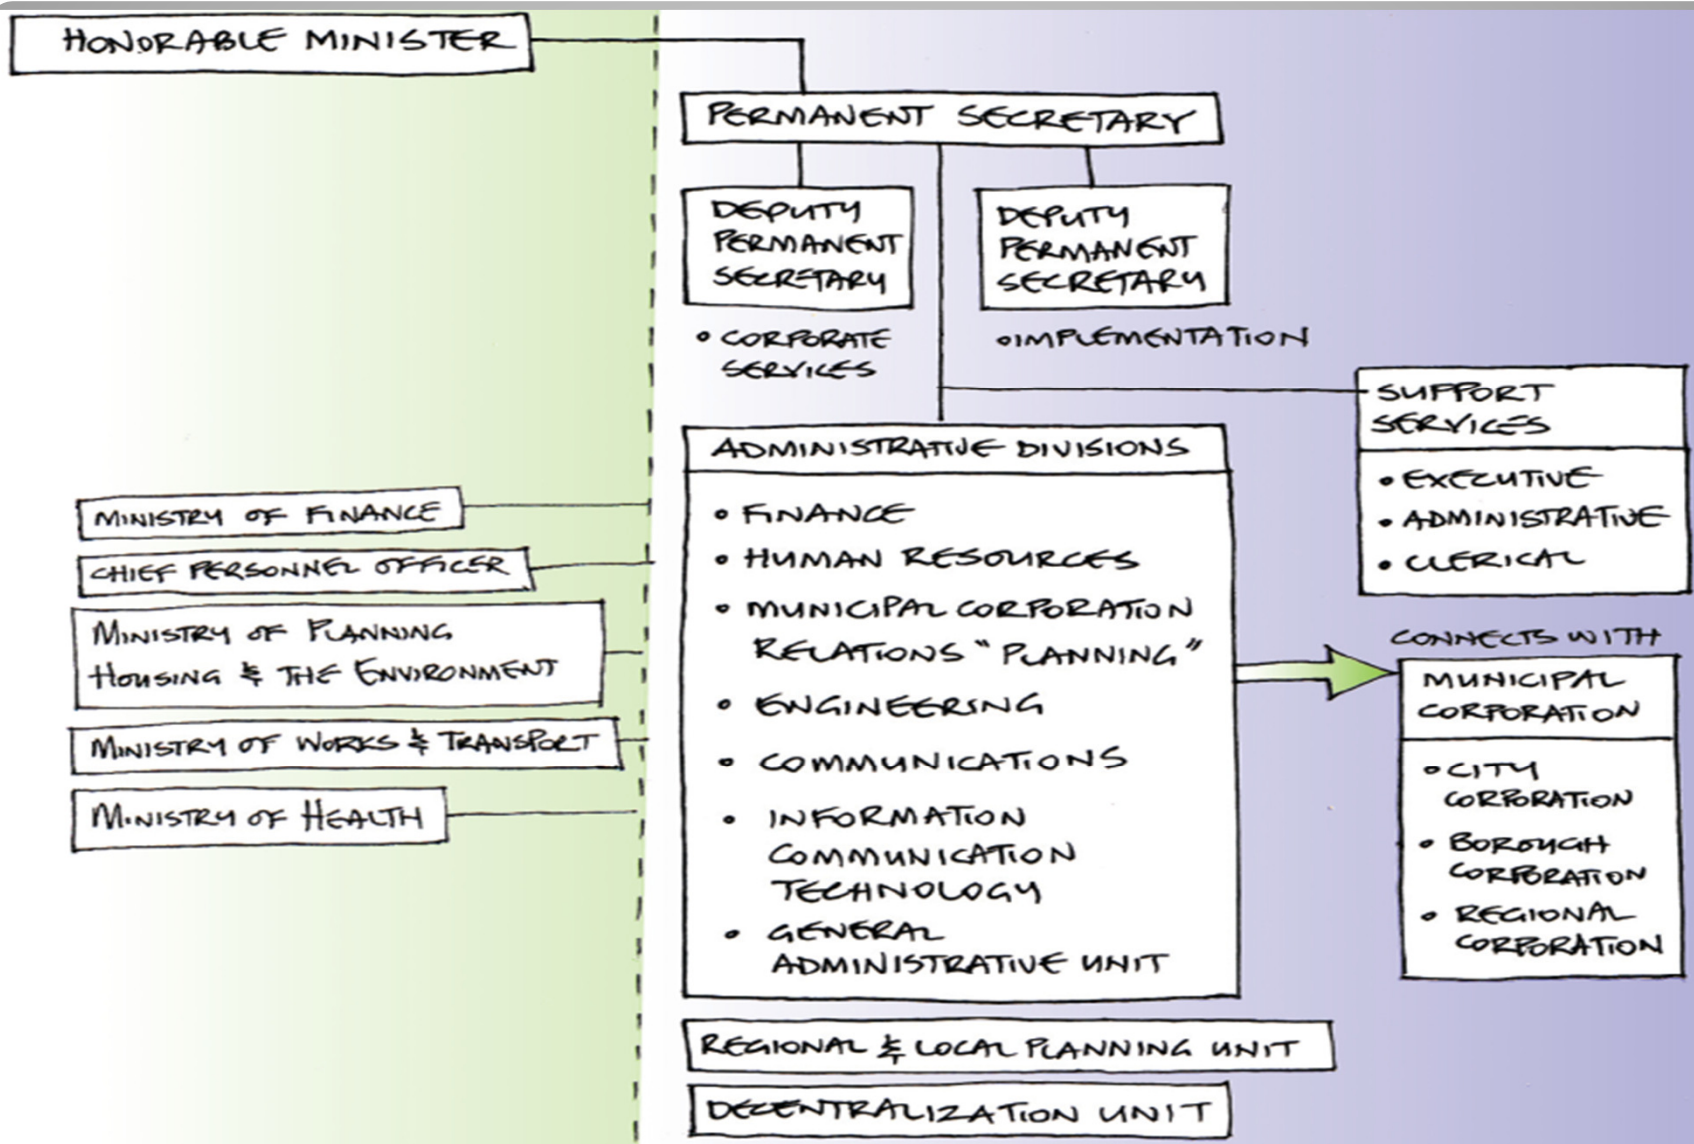 HONORABLE MINISTER
PERMANENT SECRETARY
DEPUTY
PERMANENT
SECRETARY
• CORPORATE
SERVICES
DEPUTY
PERMANENT
SECRETARY
• IMPLEMENTATION
SUPPORT
SERVICES
• EXECUTIVE
• ADMINISTRATIVE
• CLERICAL
ADMINISTRATIVE DIVISIONS
• FINANCE
• HUMAN RESOURCES
• MUNICIPAL CORPORATION
RELATIONS "PLANNING"
• ENGINEERING
• COMMUNICATIONS
• INFORMATION
COMMUNICATION
TECHNOLOGY
• GENERAL
ADMINISTRATIVE UNIT
MINISTRY OF FINANCE
CHIEF PERSONNEL OFFICER
MINISTRY OF PLANNING
HOUSING & THE ENVIRONMENT
MINISTRY OF WORKS & TRANSPORT
MINISTRY OF HEALTH
CONNECTS WITH
MUNICIPAL
CORPORATION
• CITY
CORPORATION
• BOROUGH
CORPORATION
• REGIONAL
CORPORATION
REGIONAL & LOCAL PLANNING UNIT
DECENTRALIZATION UNIT